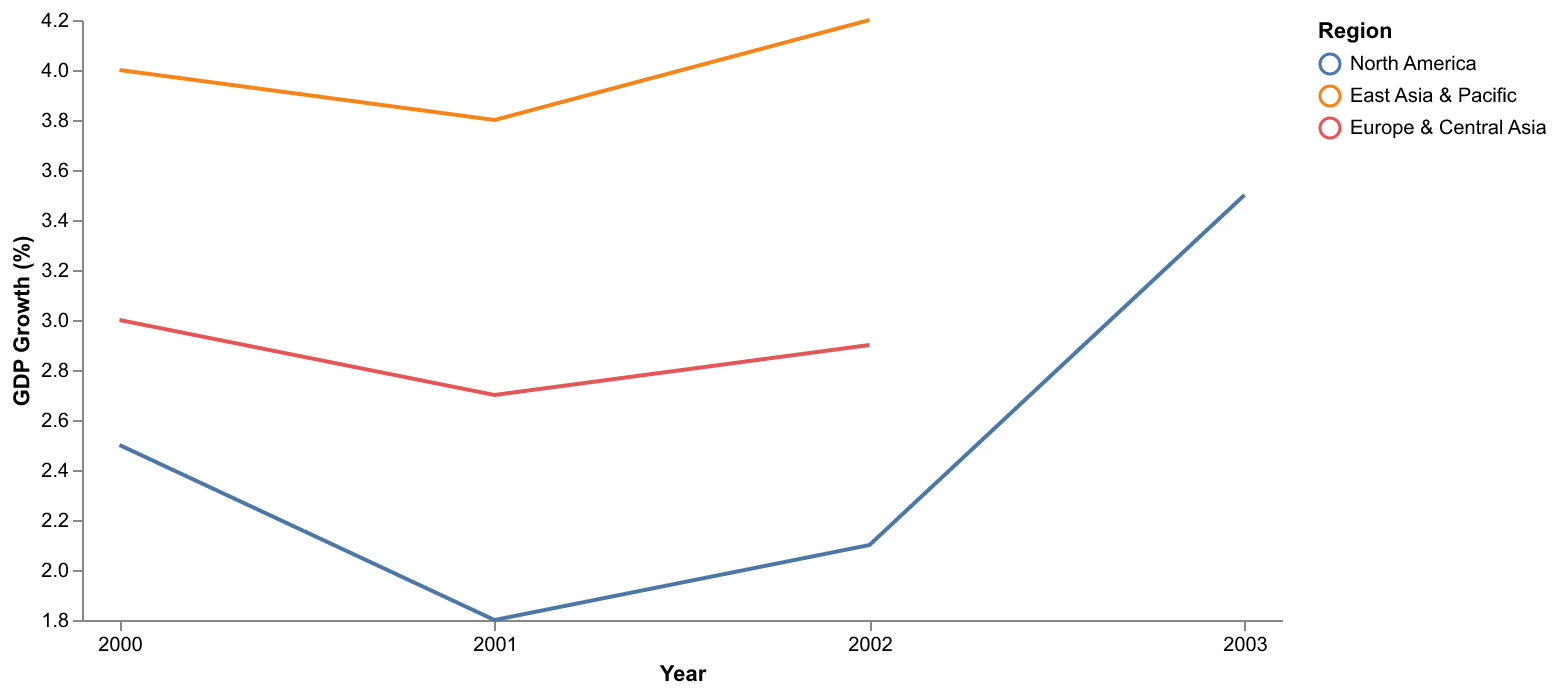 4.2
4.0
3.8
3.6
3.4
3.2
3.0
2.8
2.6
2.4
2.2
2.0
1.8
GDP Growth (%)
2000
2001
2002
2003
Year
Region
North America
East Asia & Pacific
Europe & Central Asia